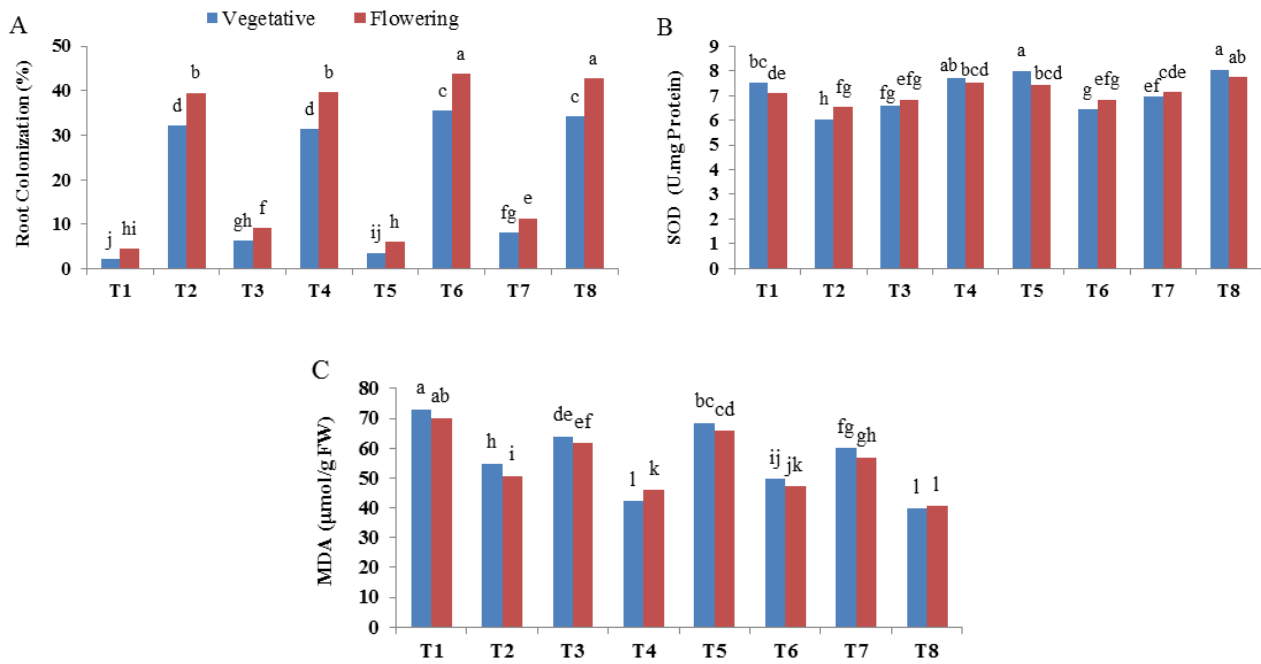 A
Vegetative Flowering
Root Colonization (%)
50
40
30
20
10
0
j hi d b gh f d b ij h c a fg e c a
T1 T2 T3 T4 T5 T6 T7 T8
B
SOD (U.mg Protein)
9
8
7
6
5
4
3
2
1
0
bc de h fg fg efg ab bcd a bcd g efg ef cde a ab
T1 T2 T3 T4 T5 T6 T7 T8
C
MDA (μmol/g FW)
80
70
60
50
40
30
20
10
0
a ab h i de ef l k bc cd ij jk fg gh l l
T1 T2 T3 T4 T5 T6 T7 T8